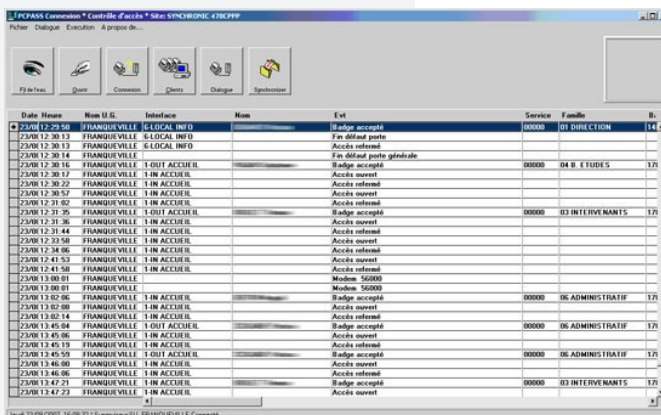 PCPASS Connexion * Contrôle d'accès * Site: SYNCHRONIC 478CPPP
Fichier Dialogue Execution A propos de...
Fil de l'eau Ouvrir Connexion Clients Dialogue Synchroniser
Date Heure Nom U.G. Interface Nom Evt Service Famille
23/08 12:29:50 FRANQUEVILLE 6-LOCAL INFO Badge accepté 00000 01 DIRECTION
23/08 12:30:13 FRANQUEVILLE 6-LOCAL INFO Fin défaut porte
23/08 12:30:13 FRANQUEVILLE 6-LOCAL INFO Accès refermé
23/08 12:30:14 FRANQUEVILLE Fin défaut porte générale
23/08 12:30:16 FRANQUEVILLE 1-OUT ACCUEIL Badge accepté 00000 04 B. ETUDES 178
23/08 12:30:17 FRANQUEVILLE 1-IN ACCUEIL Accès ouvert
23/08 12:30:22 FRANQUEVILLE 1-IN ACCUEIL Accès refermé
23/08 12:30:57 FRANQUEVILLE 1-IN ACCUEIL Accès ouvert
23/08 12:31:02 FRANQUEVILLE 1-IN ACCUEIL Accès refermé
23/08 12:31:35 FRANQUEVILLE 1-OUT ACCUEIL Badge accepté 00000 03 INTERVENANTS 178
23/08 12:31:36 FRANQUEVILLE 1-IN ACCUEIL Accès ouvert
23/08 12:31:44 FRANQUEVILLE 1-IN ACCUEIL Accès refermé
23/08 12:33:58 FRANQUEVILLE 1-IN ACCUEIL Accès ouvert
23/08 12:34:06 FRANQUEVILLE 1-IN ACCUEIL Accès refermé
23/08 12:41:53 FRANQUEVILLE 1-IN ACCUEIL Accès ouvert
23/08 12:41:58 FRANQUEVILLE 1-IN ACCUEIL Accès refermé
23/08 13:00:01 FRANQUEVILLE Modem 56000
23/08 13:00:01 FRANQUEVILLE Modem 56000
23/08 13:02:06 FRANQUEVILLE 1-IN ACCUEIL Badge accepté 00000 06 ADMINISTRATIF 178
23/08 13:02:08 FRANQUEVILLE 1-IN ACCUEIL Accès ouvert
23/08 13:02:14 FRANQUEVILLE 1-IN ACCUEIL Accès refermé
23/08 13:45:04 FRANQUEVILLE 1-OUT ACCUEIL Badge accepté 00000 06 ADMINISTRATIF 178
23/08 13:45:06 FRANQUEVILLE 1-IN ACCUEIL Accès ouvert
23/08 13:45:19 FRANQUEVILLE 1-IN ACCUEIL Accès refermé
23/08 13:45:59 FRANQUEVILLE 1-OUT ACCUEIL Badge accepté 00000 06 ADMINISTRATIF 178
23/08 13:46:00 FRANQUEVILLE 1-IN ACCUEIL Accès ouvert
23/08 13:46:06 FRANQUEVILLE 1-IN ACCUEIL Accès refermé
23/08 13:47:21 FRANQUEVILLE 1-IN ACCUEIL Badge accepté 00000 03 INTERVENANTS 178
23/08 13:47:23 FRANQUEVILLE 1-IN ACCUEIL Accès ouvert